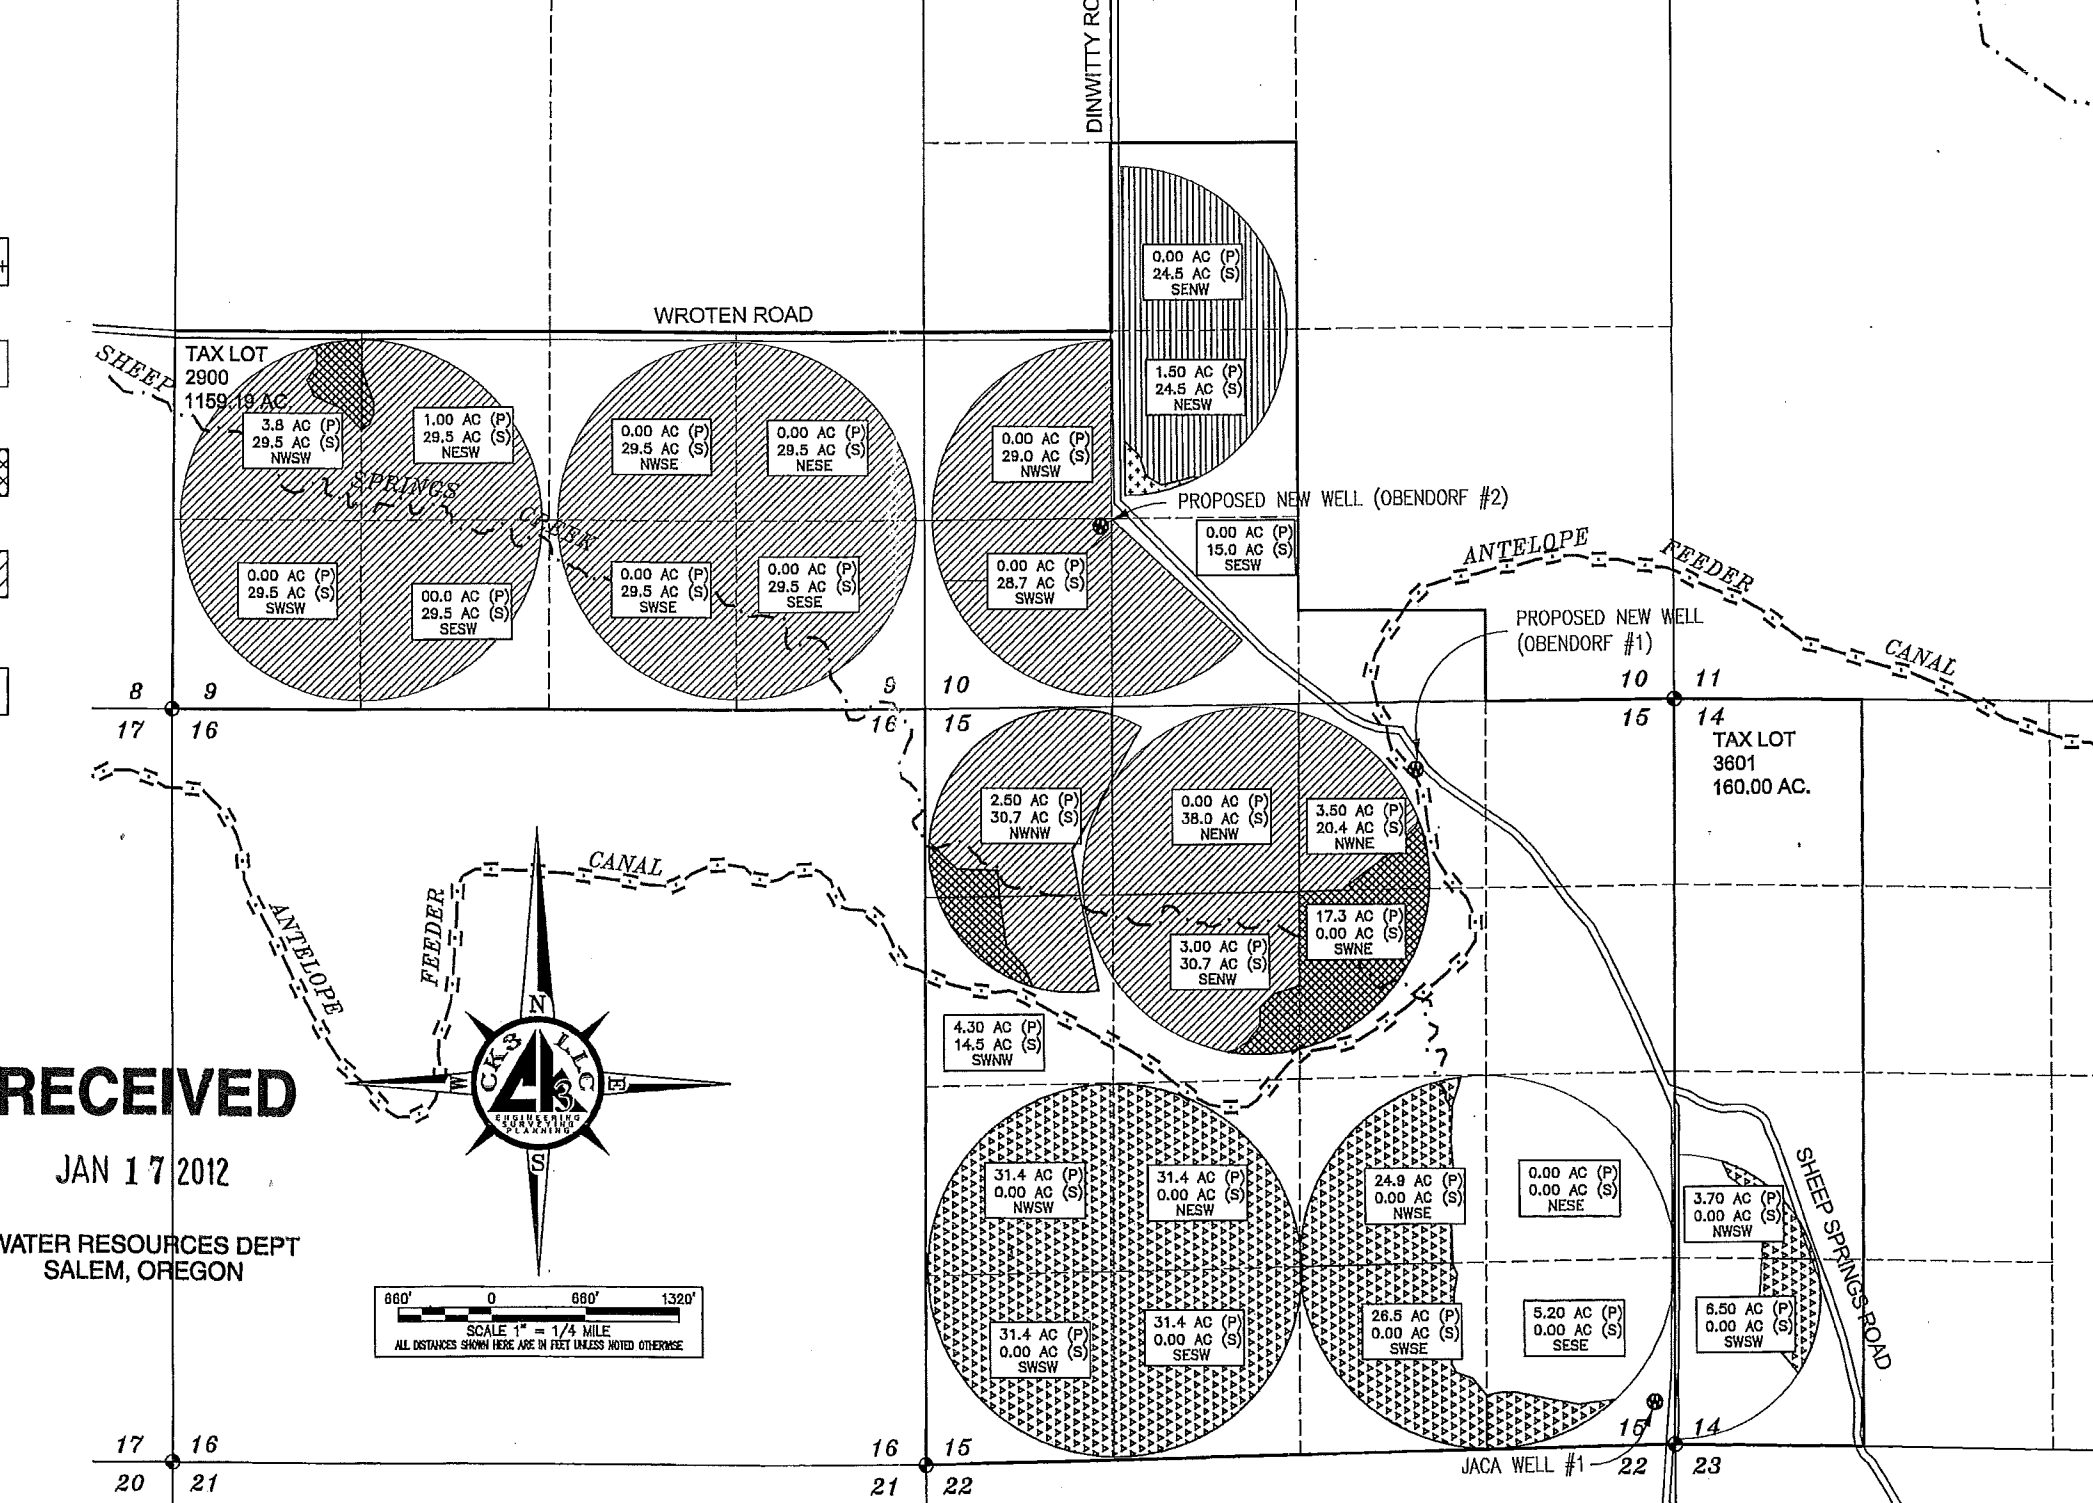 DINWITTY RO
0.00 AC (P)
24.5 AC (S)
SENW
WROTEN ROAD
SHEEP
TAX LOT
2900
1159.19 AC.
1.50 AC (P)
24.5 AC (S)
NESW
3.8 AC (P)
29.5 AC (S)
NWSW
1.00 AC (P)
29.5 AC (S)
NESW
0.00 AC (P)
29.5 AC (S)
NWSE
0.00 AC (P)
29.5 AC (S)
NESE
0.00 AC (P)
29.0 AC (S)
NWSW
SPRINGS
CREEK
PROPOSED NEW WELL (OBENDORF #2)
0.00 AC (P)
15.0 AC (S)
SESW
ANTELOPE
FEEDER
CANAL
0.00 AC (P)
29.5 AC (S)
SWSW
00.0 AC (P)
29.5 AC (S)
SESW
0.00 AC (P)
29.5 AC (S)
SWSE
0.00 AC (P)
29.5 AC (S)
SESE
0.00 AC (P)
28.7 AC (S)
SWSW
PROPOSED NEW WELL
(OBENDORF #1)
8 9
17 16
9 10
16 15
10 11
15 14
TAX LOT
3601
160.00 AC.
2.50 AC (P)
30.7 AC (S)
NWNW
0.00 AC (P)
38.0 AC (S)
NENW
3.50 AC (P)
20.4 AC (S)
NWNE
CANAL
FEEDER
ANTELOPE
3.00 AC (P)
30.7 AC (S)
SENW
17.3 AC (P)
0.00 AC (S)
SWNE
4.30 AC (P)
14.5 AC (S)
SWNW
N
W
E
S
CK3 LLC
CK3
ENGINEERING
SURVEYING
PLANNING
RECEIVED
JAN 17 2012
WATER RESOURCES DEPT
SALEM, OREGON
31.4 AC (P)
0.00 AC (S)
NWSW
31.4 AC (P)
0.00 AC (S)
NESW
24.9 AC (P)
0.00 AC (S)
NWSE
0.00 AC (P)
0.00 AC (S)
NESE
3.70 AC (P)
0.00 AC (S)
NWSW
SHEEP SPRINGS ROAD
660' 0 660' 1320'
SCALE 1" = 1/4 MILE
ALL DISTANCES SHOWN HERE ARE IN FEET UNLESS NOTED OTHERWISE
31.4 AC (P)
0.00 AC (S)
SWSW
31.4 AC (P)
0.00 AC (S)
SESW
26.5 AC (P)
0.00 AC (S)
SWSE
5.20 AC (P)
0.00 AC (S)
SESE
6.50 AC (P)
0.00 AC (S)
SWSW
17 16
20 21
16 15
21 22
15 14
22 23
JACA WELL #1